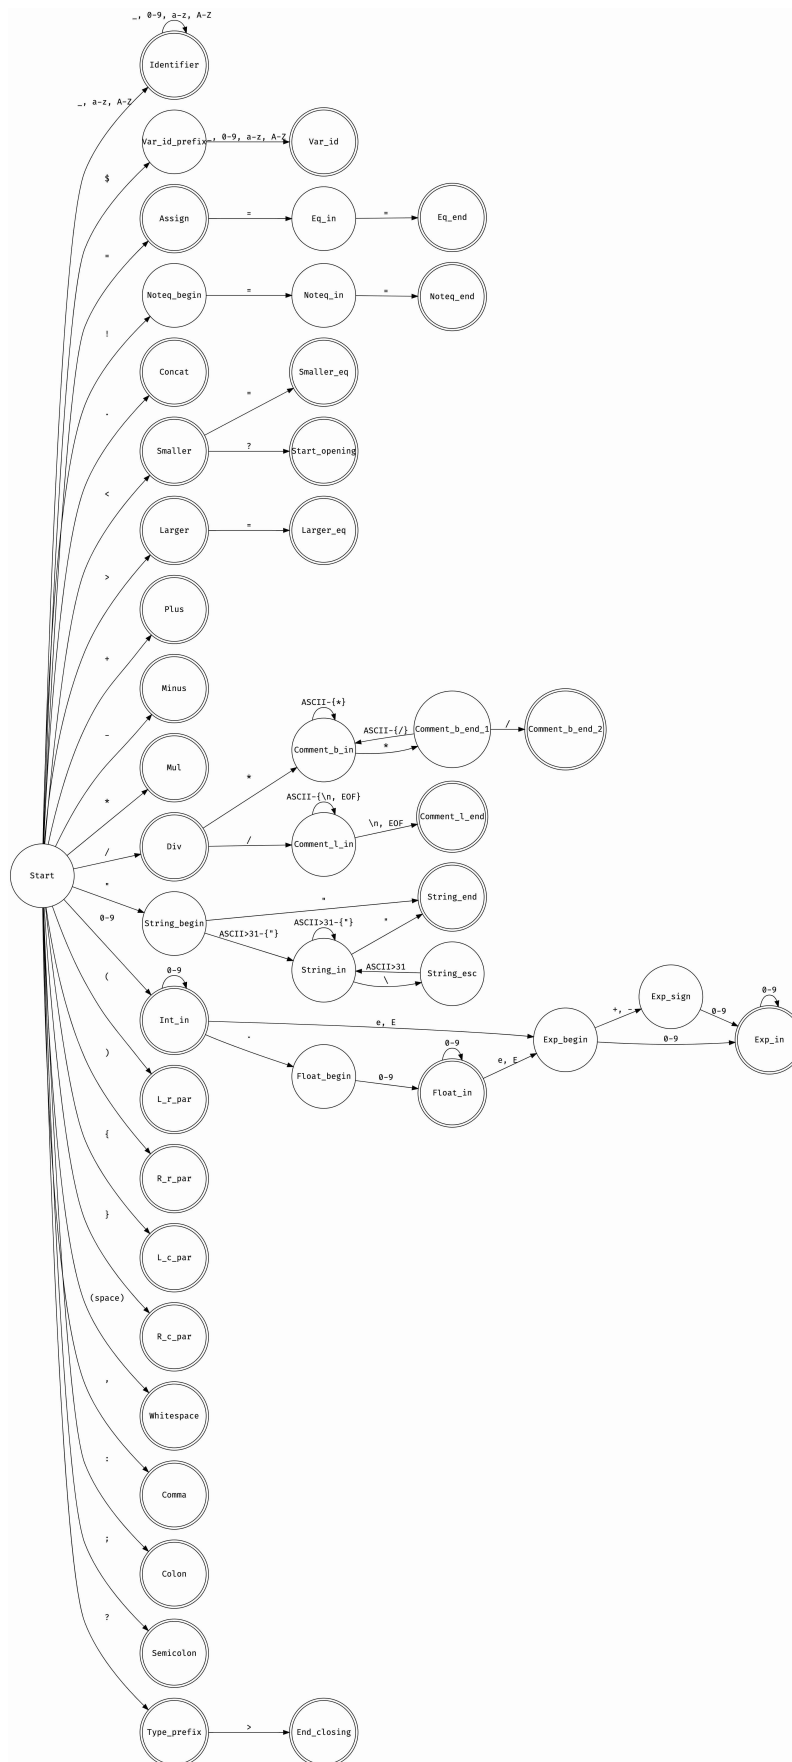 _, 0-9, a-z, A-Z
Identifier
_, a-z, A-Z
Var_id_prefix
_, 0-9, a-z, A-Z
Var_id
$
Assign
=
Eq_in
=
Eq_end
=
Noteq_begin
=
Noteq_in
=
Noteq_end
!
Concat
Smaller_eq
=
.
Smaller
?
Start_opening
<
Larger
=
Larger_eq
>
Plus
+
Minus
-
ASCII-{*}
Comment_b_in
ASCII-{/}
*
Comment_b_end_1
/
Comment_b_end_2
Mul
*
*
ASCII-{\n, EOF}
Comment_l_in
\n, EOF
Comment_l_end
Div
/
/
Start
"
String_begin
"
String_end
ASCII>31-{"}
ASCII>31-{"}
"
String_in
ASCII>31
\
String_esc
0-9
0-9
Int_in
e, E
Exp_begin
+, -
Exp_sign
0-9
0-9
0-9
Exp_in
.
Float_begin
0-9
0-9
Float_in
e, E
(
L_r_par
)
R_r_par
{
L_c_par
}
R_c_par
(space)
Whitespace
,
Comma
:
Colon
;
Semicolon
?
Type_prefix
>
End_closing